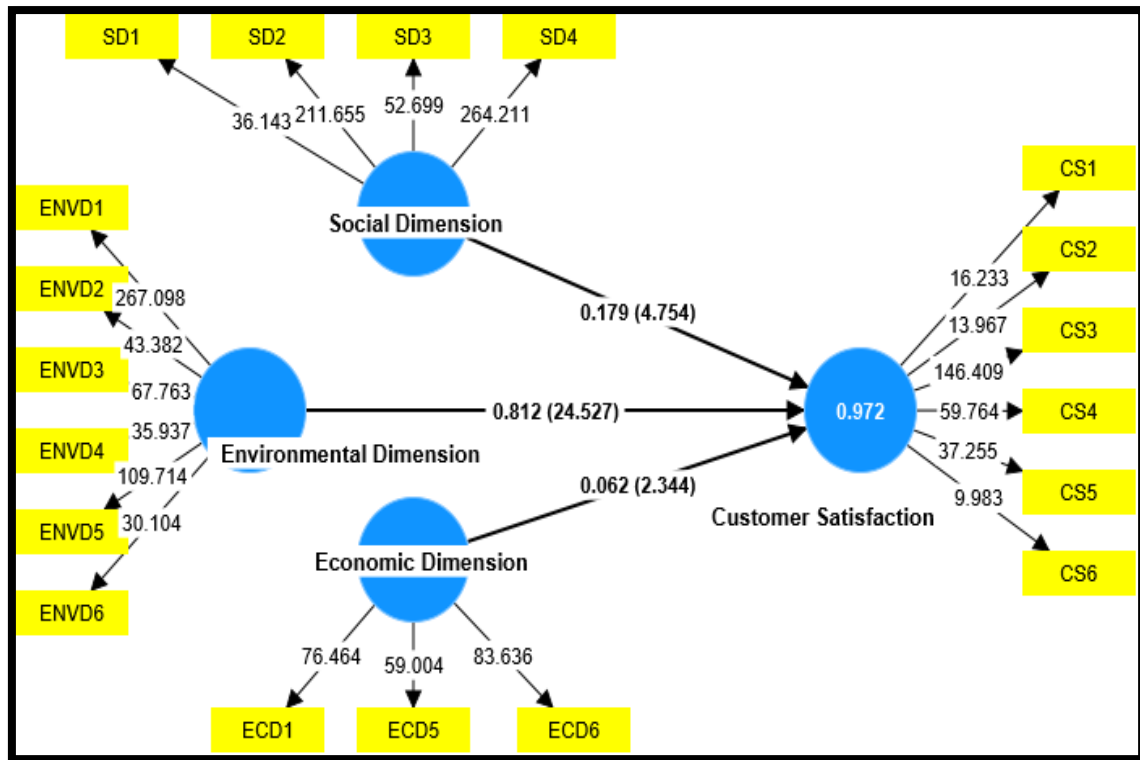 SD1
SD2
SD3
SD4
36.143
211.655
52.699
264.211
Social Dimension
ENVD1
ENVD2
ENVD3
ENVD4
ENVD5
ENVD6
267.098
43.382
67.763
35.937
109.714
30.104
Environmental Dimension
0.179 (4.754)
0.812 (24.527)
0.062 (2.344)
Economic Dimension
76.464
59.004
83.636
ECD1
ECD5
ECD6
0.972
Customer Satisfaction
16.233
13.967
146.409
59.764
37.255
9.983
CS1
CS2
CS3
CS4
CS5
CS6